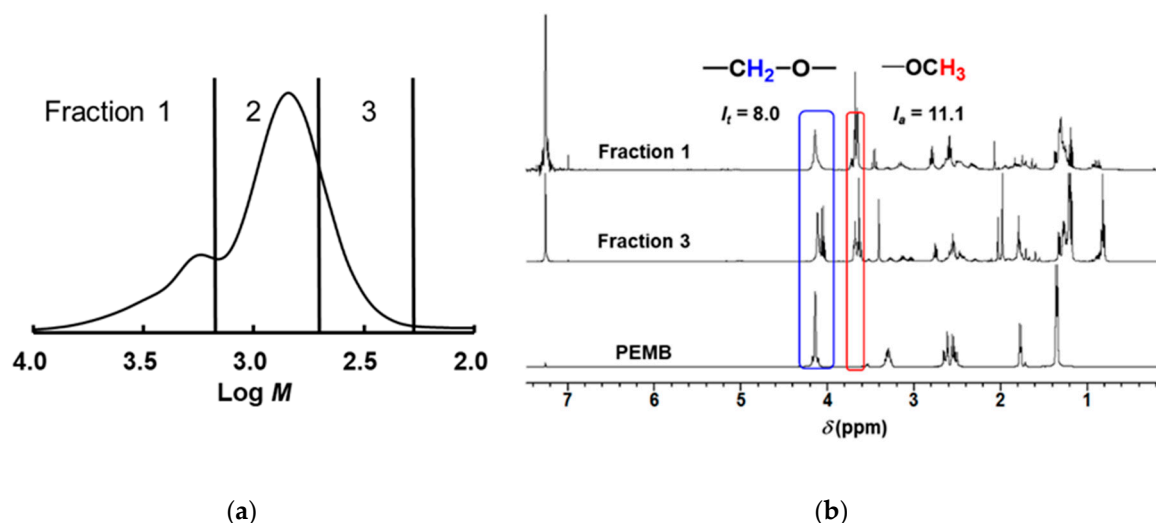 Fraction 1
2
3
4.0 3.5 3.0 2.5 2.0
Log M
(a)
—CH2—O— —OCH3
It = 8.0 Ia = 11.1
Fraction 1
Fraction 3
PEMB
7 6 5 4 3 2 1
δ(ppm)
(b)